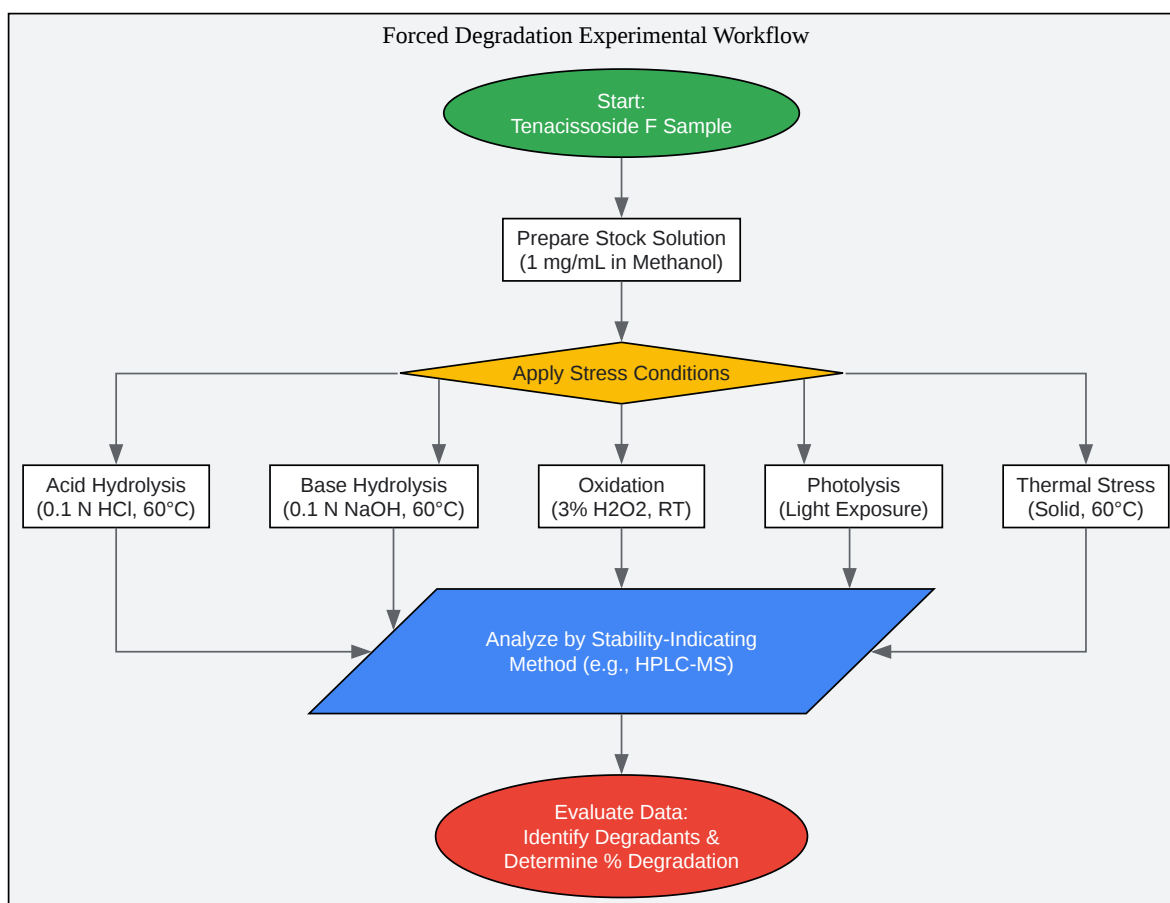 Forced Degradation Experimental Workflow
Start:
Tenacissoside F Sample
Prepare Stock Solution
(1 mg/mL in Methanol)
Apply Stress Conditions
Acid Hydrolysis
(0.1 N HCl, 60°C)
Base Hydrolysis
(0.1 N NaOH, 60°C)
Oxidation
(3% H2O2, RT)
Photolysis
(Light Exposure)
Thermal Stress
(Solid, 60°C)
Analyze by Stability-Indicating
Method (e.g., HPLC-MS)
Evaluate Data:
Identify Degradants &
Determine % Degradation